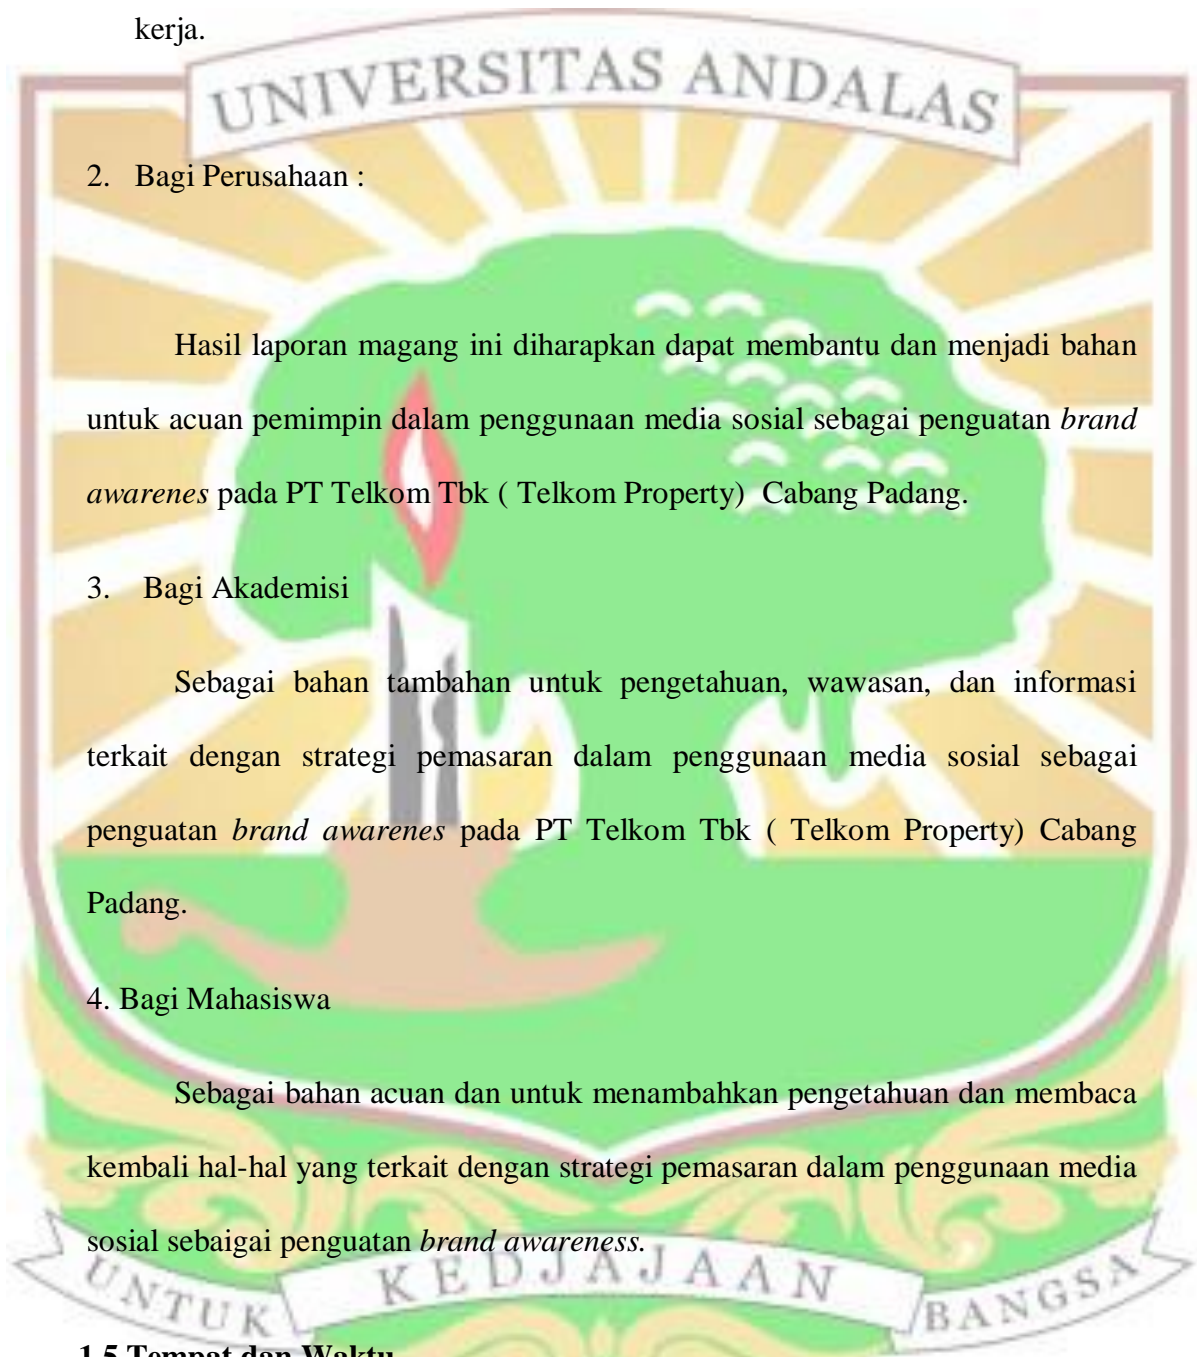 kerja.
UNIVERSITAS ANDALAS
2. Bagi Perusahaan :
Hasil laporan magang ini diharapkan dapat membantu dan menjadi bahan
untuk acuan pemimpin dalam penggunaan media sosial sebagai penguatan brand
awarenes pada PT Telkom Tbk ( Telkom Property) Cabang Padang.
3. Bagi Akademisi
Sebagai bahan tambahan untuk pengetahuan, wawasan, dan informasi
terkait dengan strategi pemasaran dalam penggunaan media sosial sebagai
penguatan brand awarenes pada PT Telkom Tbk ( Telkom Property) Cabang
Padang.
4. Bagi Mahasiswa
Sebagai bahan acuan dan untuk menambahkan pengetahuan dan membaca
kembali hal-hal yang terkait dengan strategi pemasaran dalam penggunaan media
sosial sebaigai penguatan brand awareness.
UNTUK KEDJAJAAN BANGSA
1.5 Tempat dan Waktu